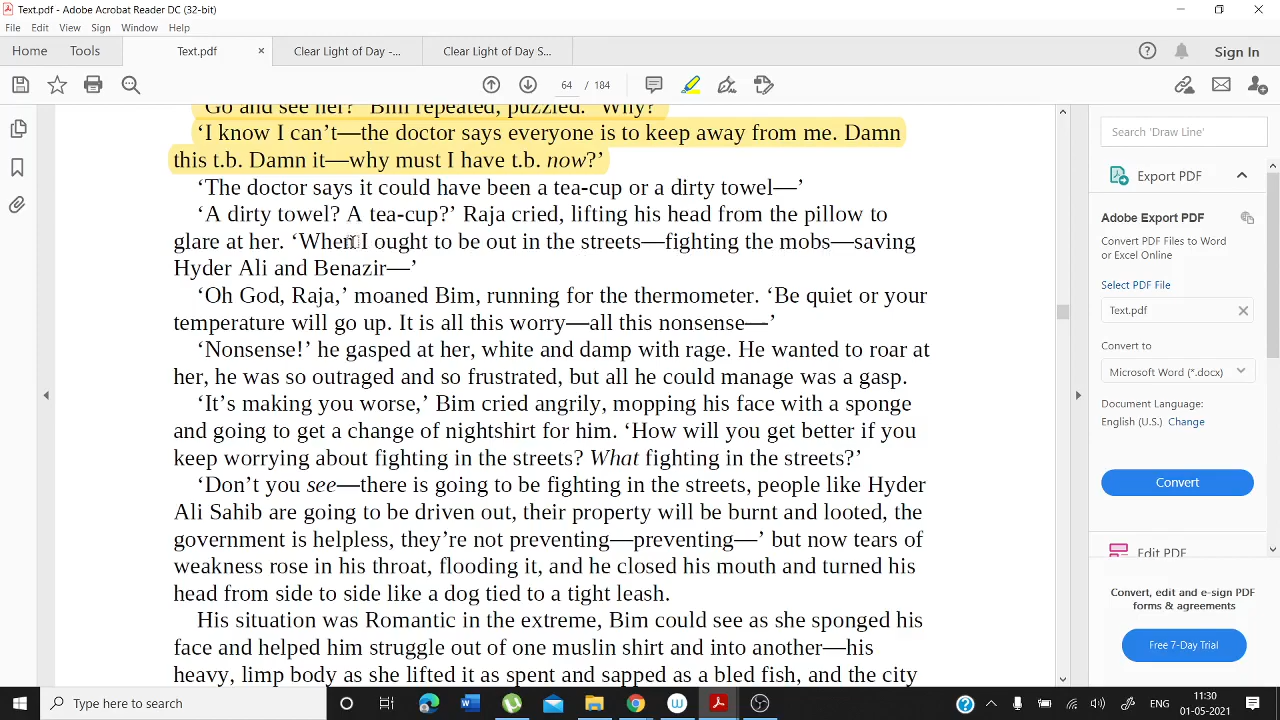 Text.pdf - Adobe Acrobat Reader DC (32-bit)
File Edit View Sign Window Help
Home Tools Text.pdf × Clear Light of Day -... Clear Light of Day S... Sign In
64 / 184
‘Go and see her?’ Bim repeated, puzzled. ‘Why?’
‘I know I can’t—the doctor says everyone is to keep away from me. Damn
this t.b. Damn it—why must I have t.b. now?’
‘The doctor says it could have been a tea-cup or a dirty towel—’
‘A dirty towel? A tea-cup?’ Raja cried, lifting his head from the pillow to
glare at her. ‘When I ought to be out in the streets—fighting the mobs—saving
Hyder Ali and Benazir—’
‘Oh God, Raja,’ moaned Bim, running for the thermometer. ‘Be quiet or your
temperature will go up. It is all this worry—all this nonsense—’
‘Nonsense!’ he gasped at her, white and damp with rage. He wanted to roar at
her, he was so outraged and so frustrated, but all he could manage was a gasp.
‘It’s making you worse,’ Bim cried angrily, mopping his face with a sponge
and going to get a change of nightshirt for him. ‘How will you get better if you
keep worrying about fighting in the streets? What fighting in the streets?’
‘Don’t you see—there is going to be fighting in the streets, people like Hyder
Ali Sahib are going to be driven out, their property will be burnt and looted, the
government is helpless, they’re not preventing—preventing—’ but now tears of
weakness rose in his throat, flooding it, and he closed his mouth and turned his
head from side to side like a dog tied to a tight leash.
His situation was Romantic in the extreme, Bim could see as she sponged his
face and helped him struggle out of one muslin shirt and into another—his
heavy, limp body as she lifted it as spent and sapped as a bled fish, and the city
Search 'Draw Line'
Export PDF
Adobe Export PDF
Convert PDF Files to Word
or Excel Online
Select PDF File
Text.pdf
Convert to
Microsoft Word (*.docx)
Document Language:
English (U.S.) Change
Convert
Edit PDF
Convert, edit and e-sign PDF
forms & agreements
Free 7-Day Trial
Type here to search
ENG
11:30
01-05-2021